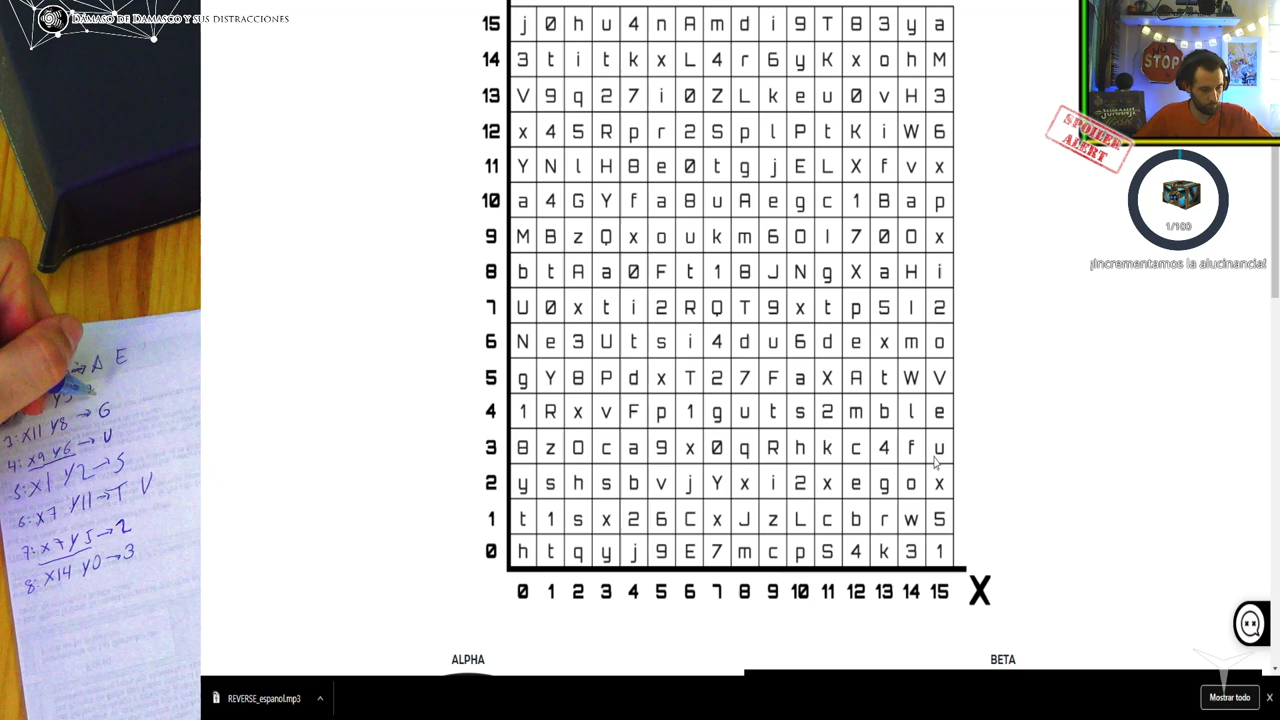 DÁMASO DE DAMASCO Y SUS DISTRACCIONES
15 j 0 h u 4 n A m d i 9 T 8 3 y a
14 3 t i t k x L 4 r 6 y K x o h M
13 V 9 q 2 7 i 0 Z L k e u 0 v H 3
12 x 4 5 R p r 2 S p l P t K i W 6
11 Y N l H 8 e 0 t g j E L X f v x
10 a 4 G Y f a 8 u A e g c 1 B a p
9 M B z Q x o u k m 6 O I 7 0 O x
8 b t A a 0 F t 1 8 J N g X a H i
7 U 0 x t i 2 R Q T 9 x t p 5 I 2
6 N e 3 U t s i 4 d u 6 d e x m o
5 g Y 8 P d x T 2 7 F a X A t W V
4 1 R x v F p 1 g u t s 2 m b l e
3 8 z O c a 9 x 0 q R h k c 4 f u
2 y s h s b v j Y x i 2 x e g o x
1 t 1 s x 2 6 C x J z L c b r w 5
0 h t q y j 9 E 7 m c p S 4 k 3 1
0 1 2 3 4 5 6 7 8 9 10 11 12 13 14 15 X
A E
3: X11 Y8 → G
4: X9 Y6 → U
5: X1 Y2 → S
6: X7 Y11 → T V
7: X7 Y5 → 2
8: X14 Y0 → 3
STOP
JUMANJI
SPOILER
ALERT
1/100
¡Incrementamos la alucinancia!
ALPHA
BETA
REVERSE_espanol.mp3
Mostrar todo
X